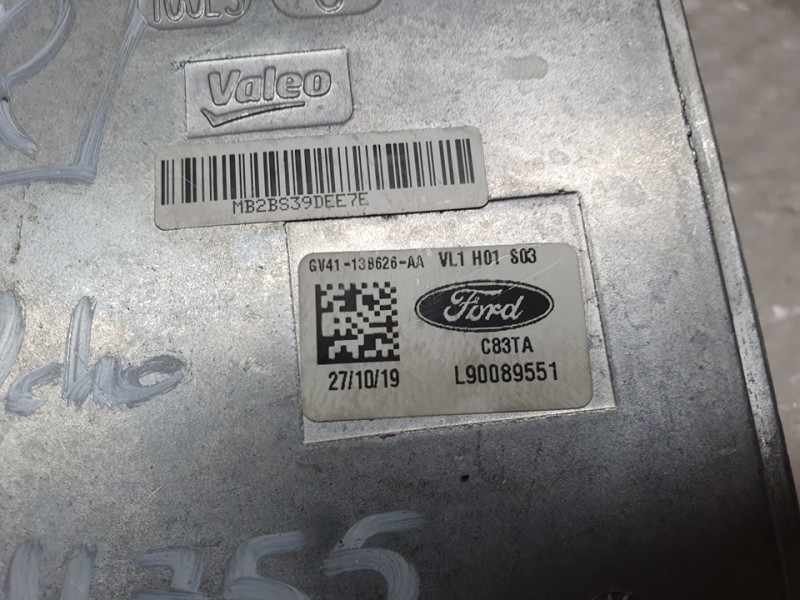 Valeo
MB2BS39DEE7E
GV41-13B626-AA VL1 H01 S03
Ford
C83TA
27/10/19 L90089551